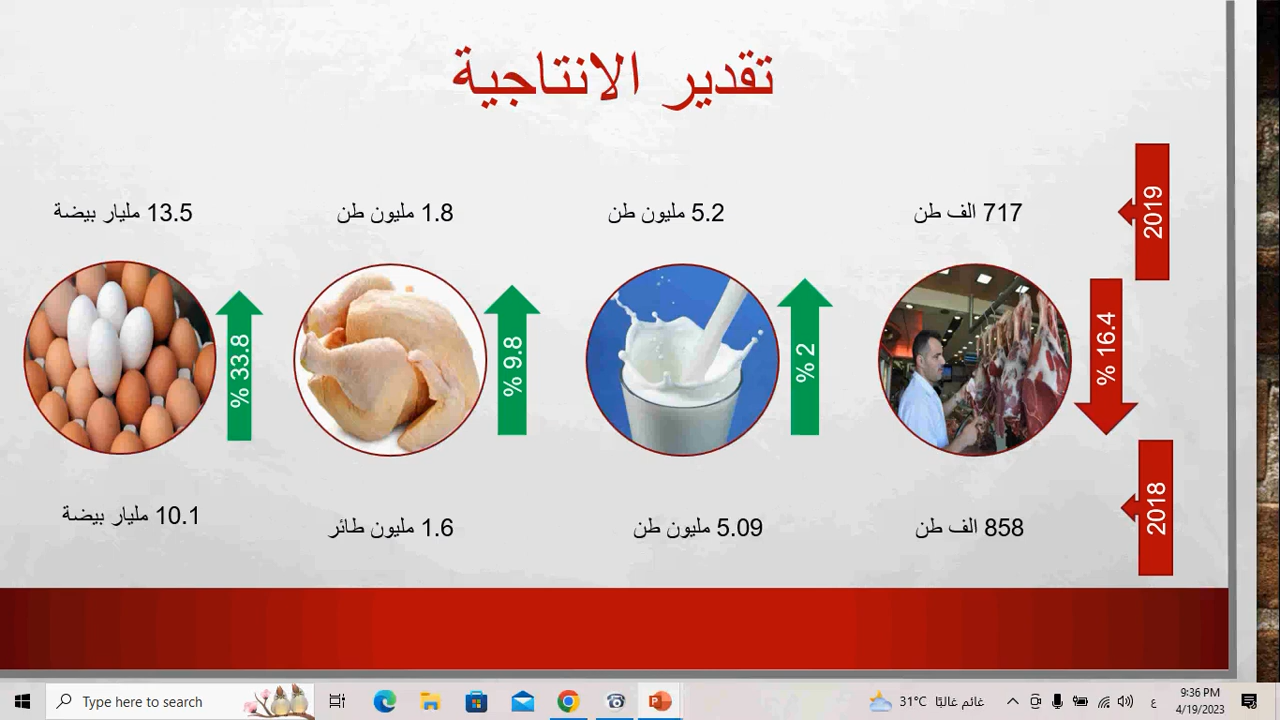 تقدير الانتاجية
2019
717 الف طن
5.2 مليون طن
1.8 مليون طن
13.5 مليار بيضة
16.4 %
2 %
9.8 %
33.8 %
2018
858 الف طن
5.09 مليون طن
1.6 مليون طائر
10.1 مليار بيضة
Type here to search
31°C غائم غالبًا
ع
9:36 PM
4/19/2023